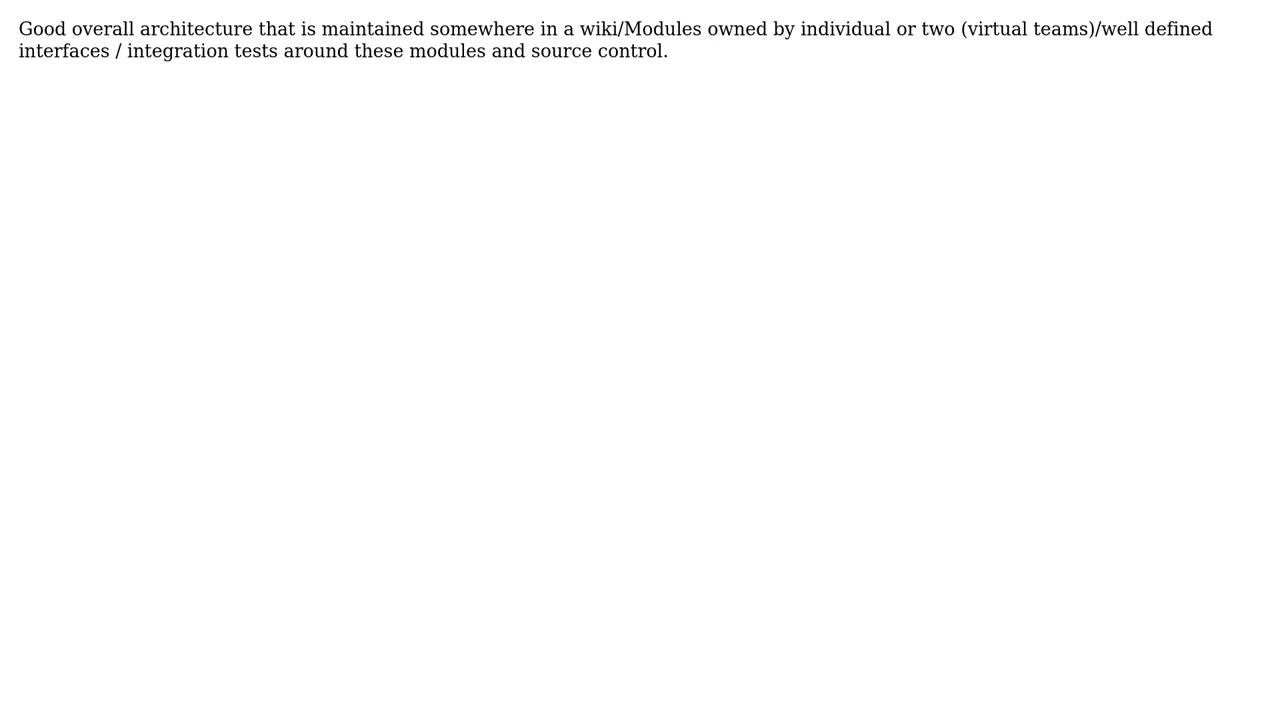 Good overall architecture that is maintained somewhere in a wiki/Modules owned by individual or two (virtual teams)/well defined
interfaces / integration tests around these modules and source control.